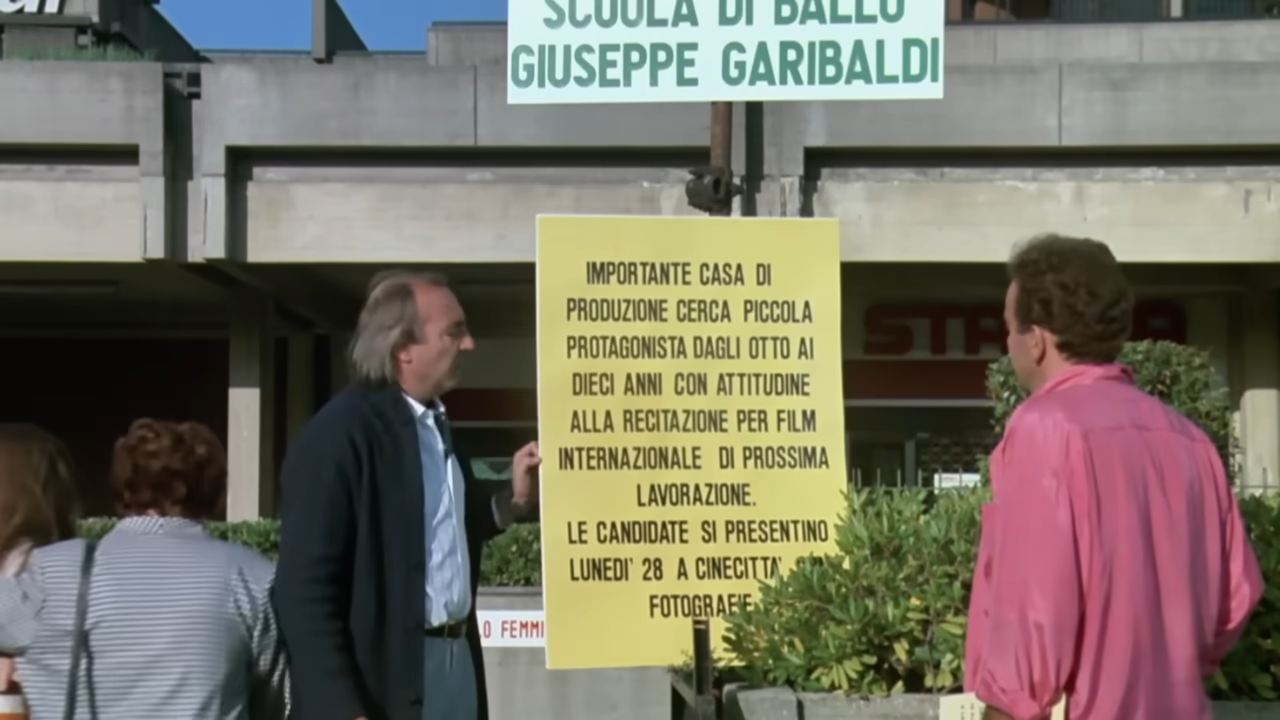 SCUOLA DI BALLO
GIUSEPPE GARIBALDI
IMPORTANTE CASA DI
PRODUZIONE CERCA PICCOLA
PROTAGONISTA DAGLI OTTO AI
DIECI ANNI CON ATTITUDINE
ALLA RECITAZIONE PER FILM
INTERNAZIONALE DI PROSSIMA
LAVORAZIONE.
LE CANDIDATE SI PRESENTINO
LUNEDI' 28 A CINECITTA'
FOTOGRAFIE